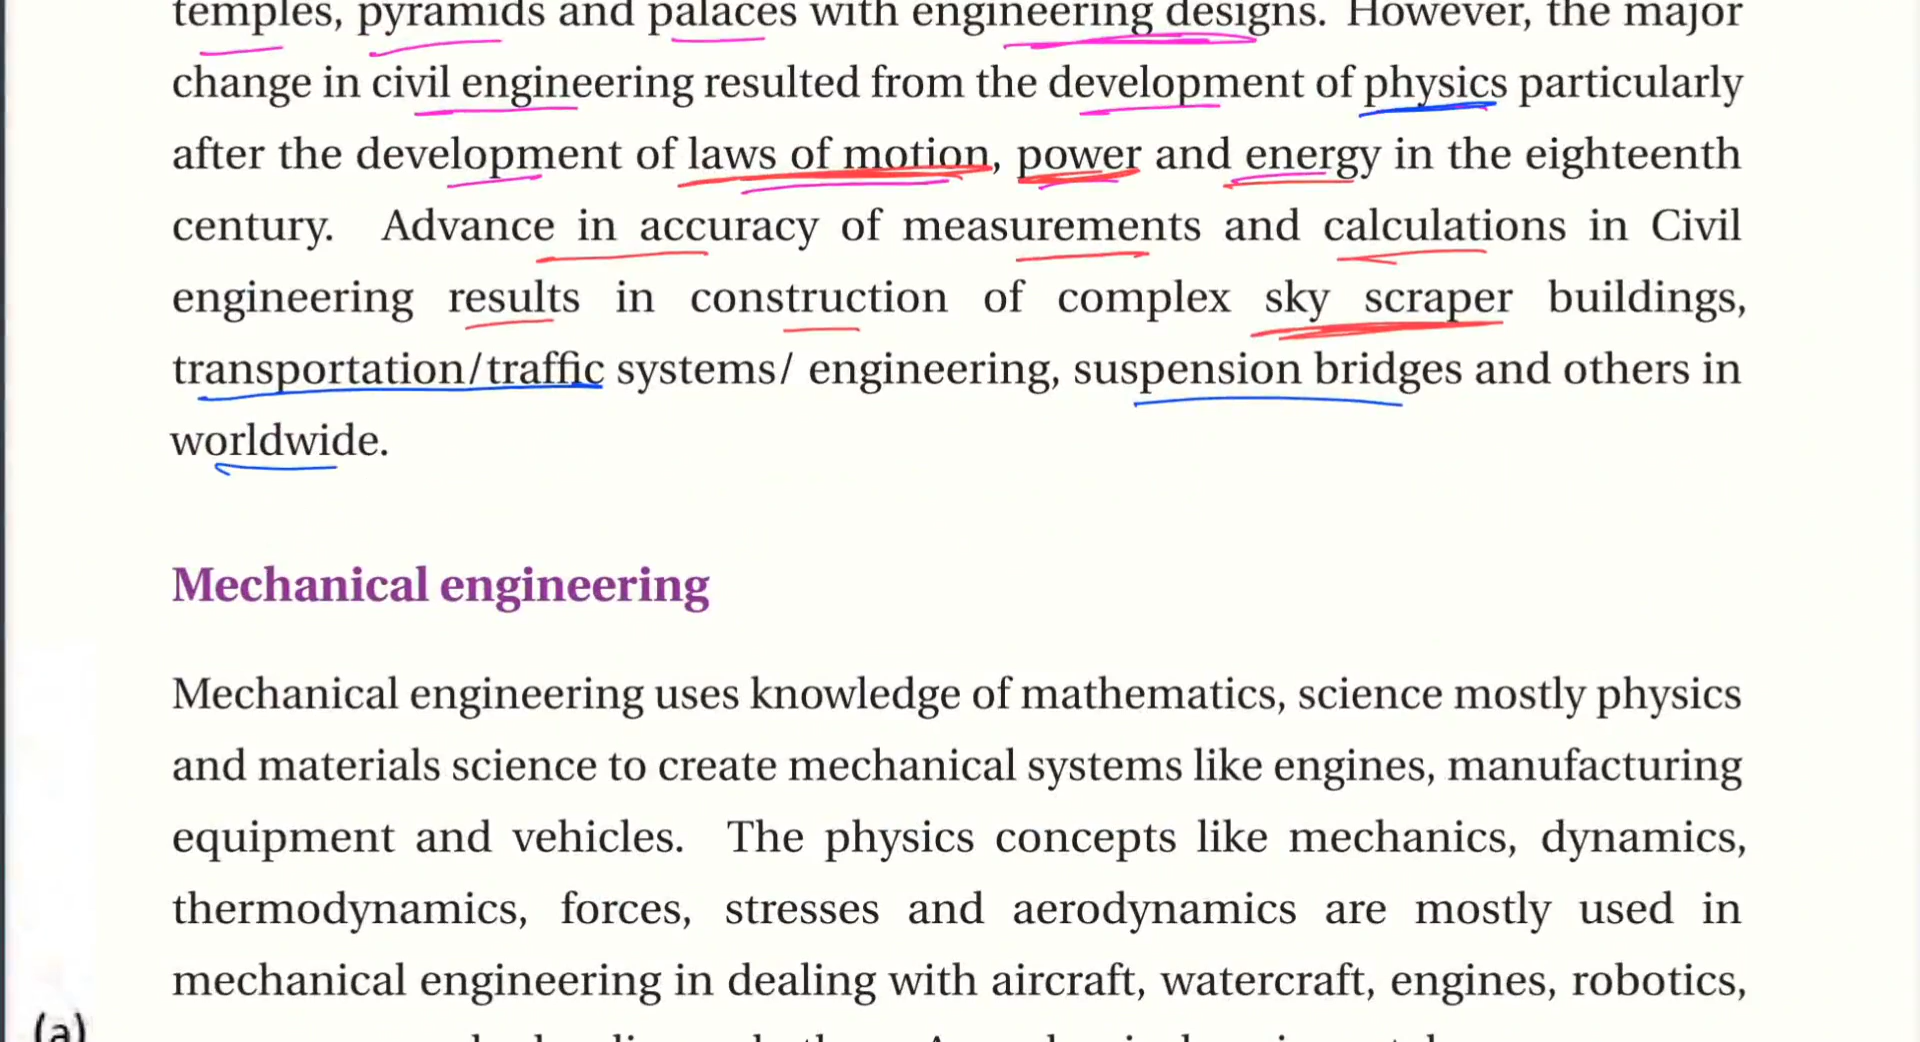 temples, pyramids and palaces with engineering designs. However, the major
change in civil engineering resulted from the development of physics particularly
after the development of laws of motion, power and energy in the eighteenth
century. Advance in accuracy of measurements and calculations in Civil
engineering results in construction of complex sky scraper buildings,
transportation/traffic systems/ engineering, suspension bridges and others in
worldwide.
Mechanical engineering
Mechanical engineering uses knowledge of mathematics, science mostly physics
and materials science to create mechanical systems like engines, manufacturing
equipment and vehicles. The physics concepts like mechanics, dynamics,
thermodynamics, forces, stresses and aerodynamics are mostly used in
mechanical engineering in dealing with aircraft, watercraft, engines, robotics,
(a)